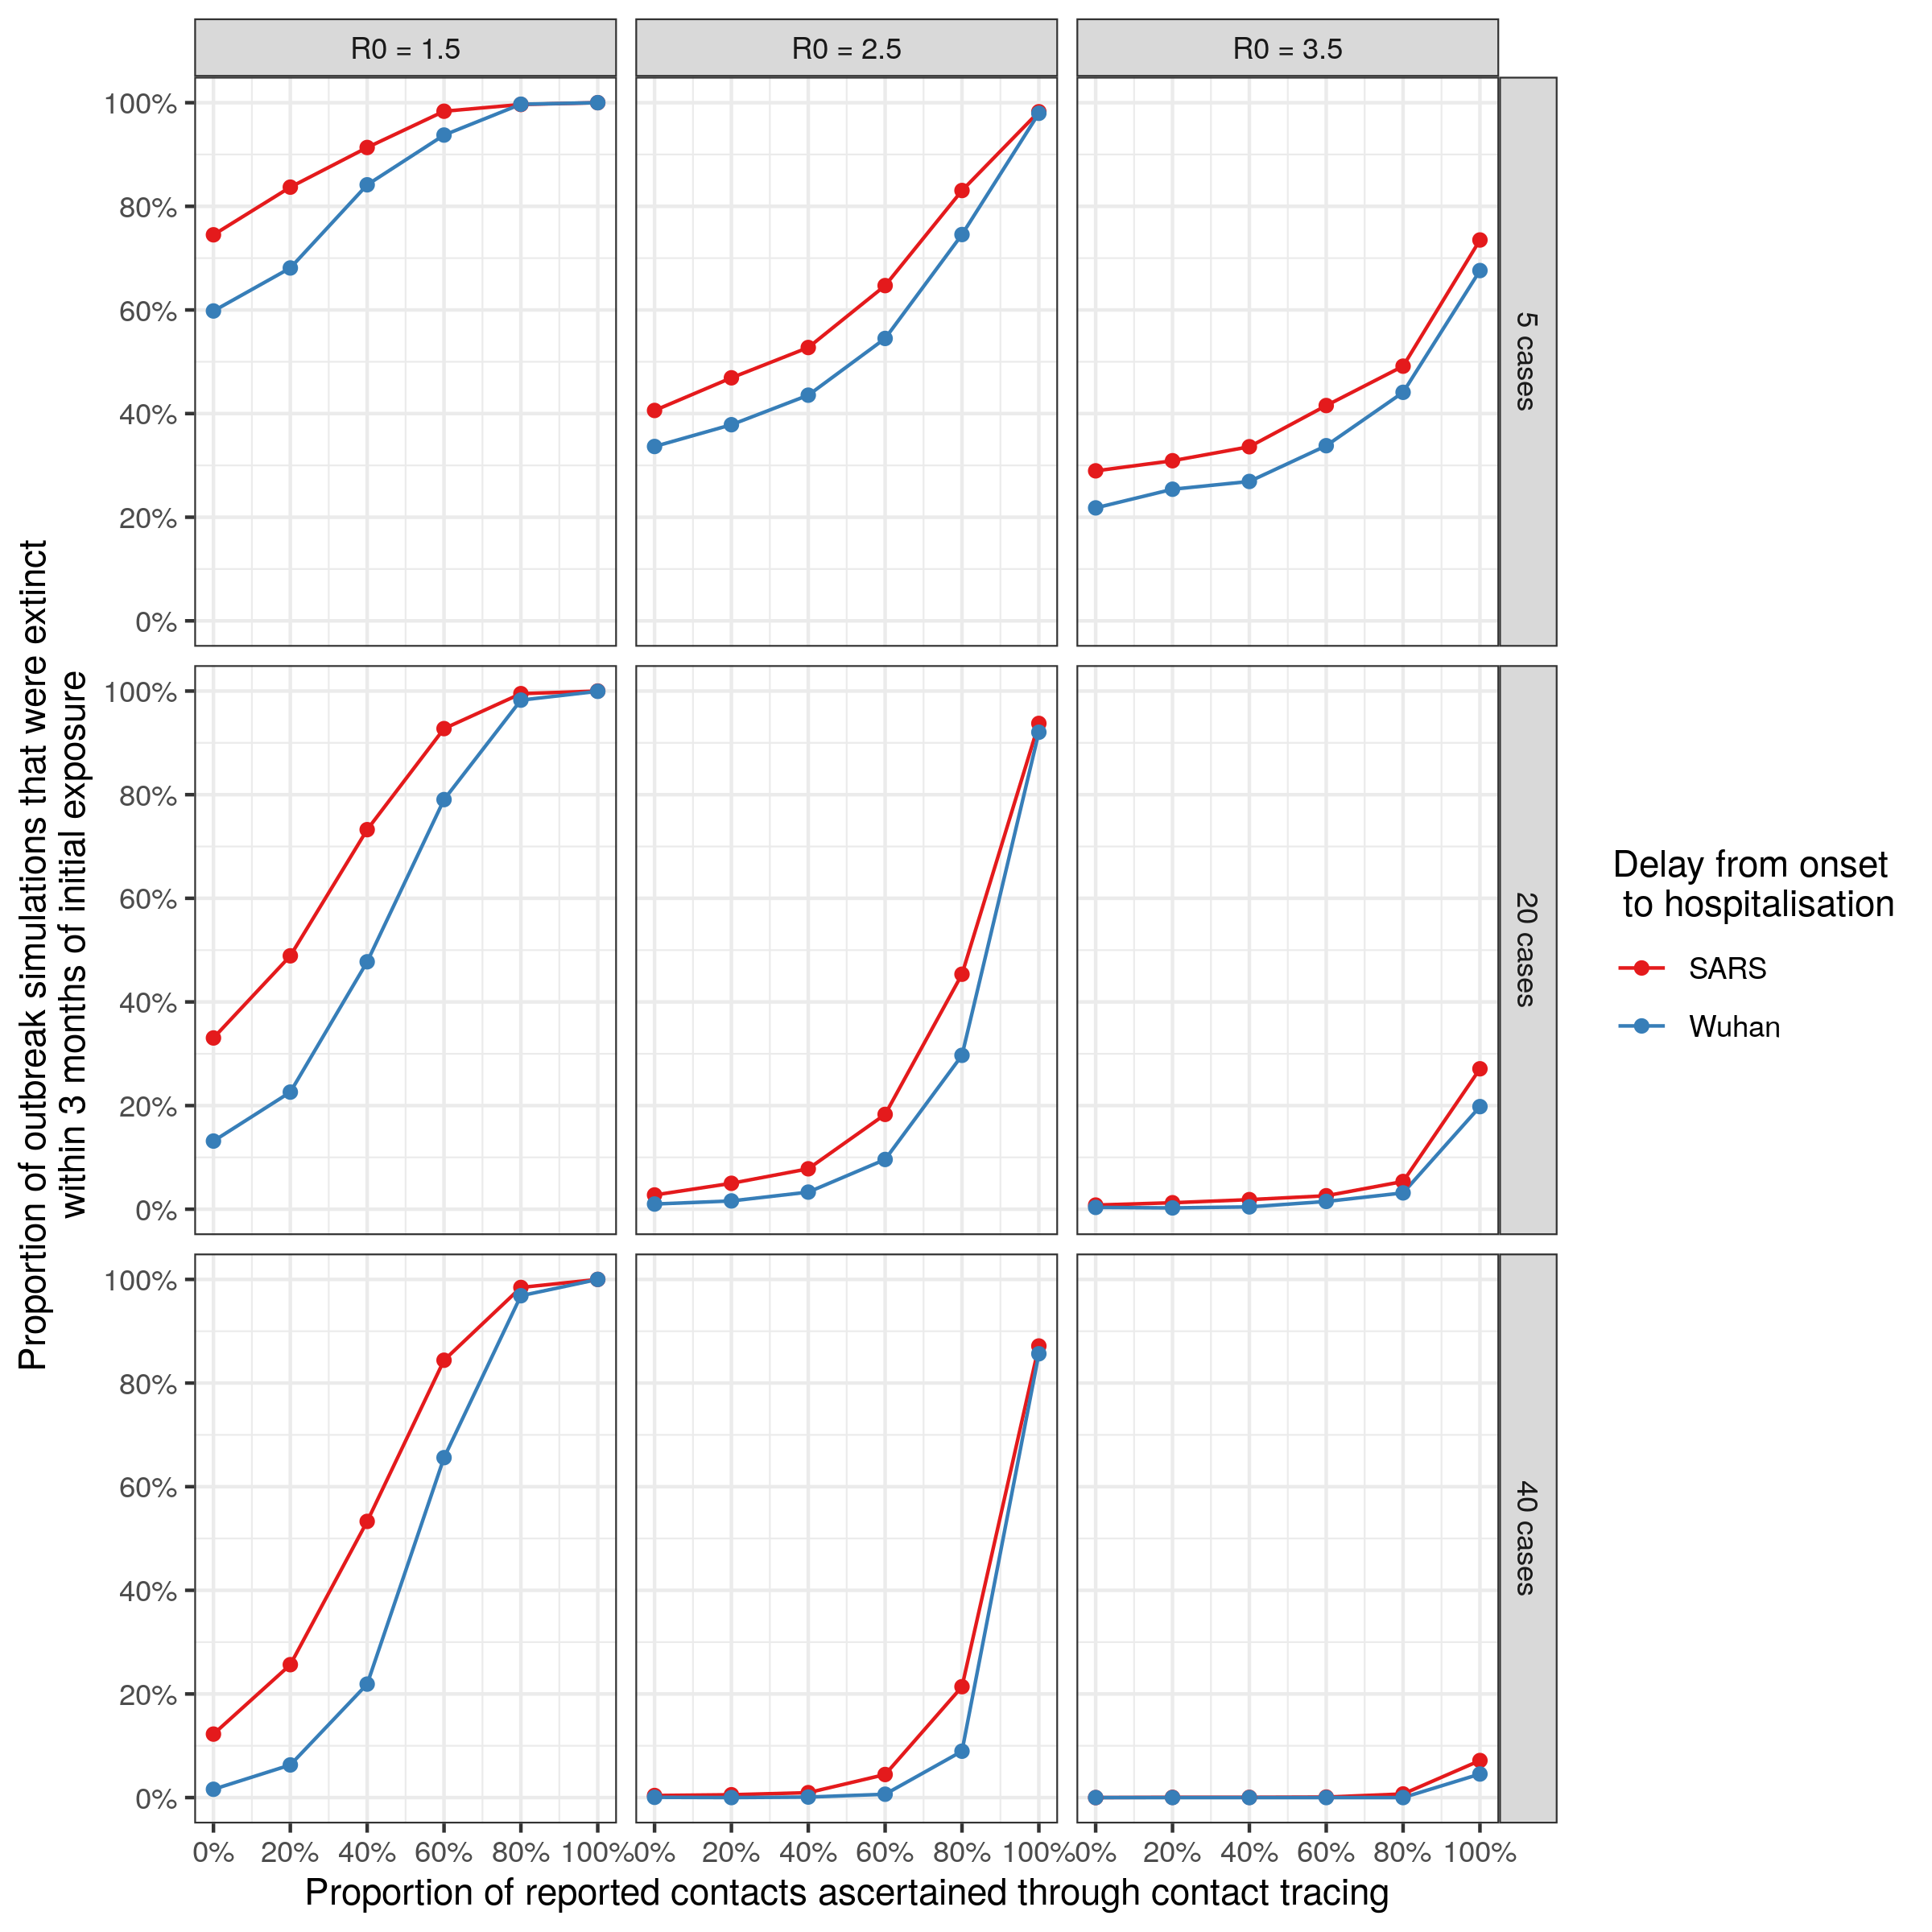 R0 = 1.5
R0 = 2.5
R0 = 3.5
100%
80%
60%
40%
20%
0%
5 cases
100%
80%
60%
40%
20%
0%
20 cases
100%
80%
60%
40%
20%
0%
40 cases
0% 20% 40% 60% 80% 100%
0% 20% 40% 60% 80% 100%
0% 20% 40% 60% 80% 100%
Proportion of reported contacts ascertained through contact tracing
Proportion of outbreak simulations that were extinct
within 3 months of initial exposure
Delay from onset
to hospitalisation
SARS
Wuhan